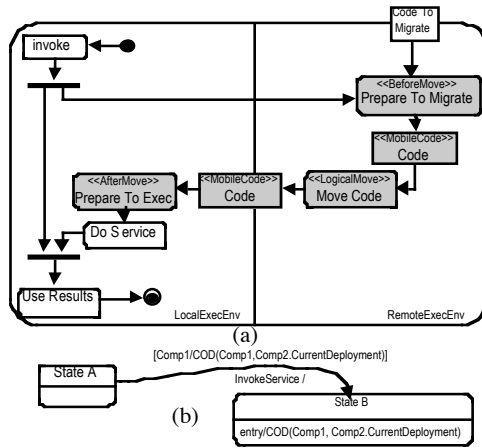 Code To
Migrate
invoke
<<BeforeMove>>
Prepare To Migrate
<<MobileCode>>
Code
<<AfterMove>>
Prepare To Exec
<<MobileCode>>
Code
<<LogicalMove>>
Move Code
Do Service
Use Results
LocalExecEnv
RemoteExecEnv
(a)
[Comp1/COD(Comp1,Comp2.CurrentDeployment)]
State A
InvokeService /
(b)
State B
entry/COD(Comp1, Comp2.CurrentDeployment)